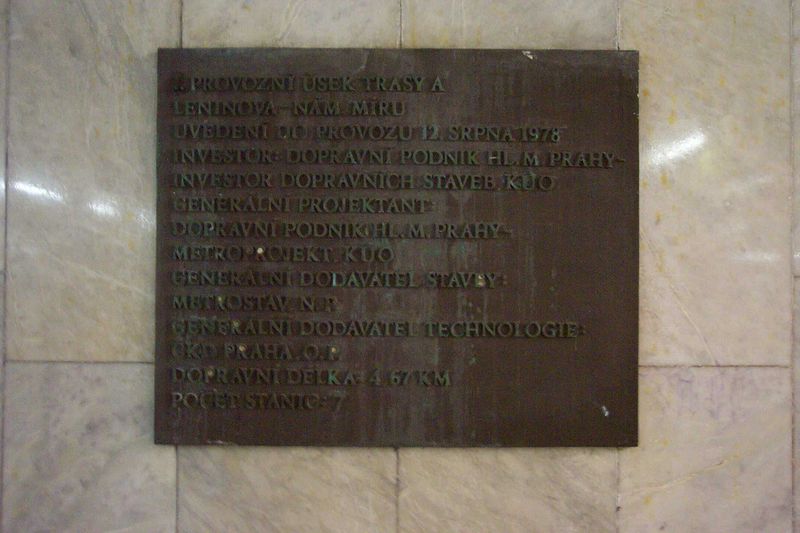 . PROVOZNÍ ÚSEK TRASY A
LENINOVA - NÁM. MÍRU
UVEDENÍ DO PROVOZU 12. SRPNA 1978
INVESTOR: DOPRAVNÍ PODNIK HL. M. PRAHY-
INVESTOR DOPRAVNÍCH STAVEB, KÚO
GENERÁLNÍ PROJEKTANT:
DOPRAVNÍ PODNIK HL. M. PRAHY-
METROPROJEKT, KÚO
GENERÁLNÍ DODAVATEL STAVBY:
METROSTAV, N.P.
GENERÁLNÍ DODAVATEL TECHNOLOGIE:
ČKD PRAHA, O.P.
DOPRAVNÍ DÉLKA: 4,67 KM
POČET STANIC: 7